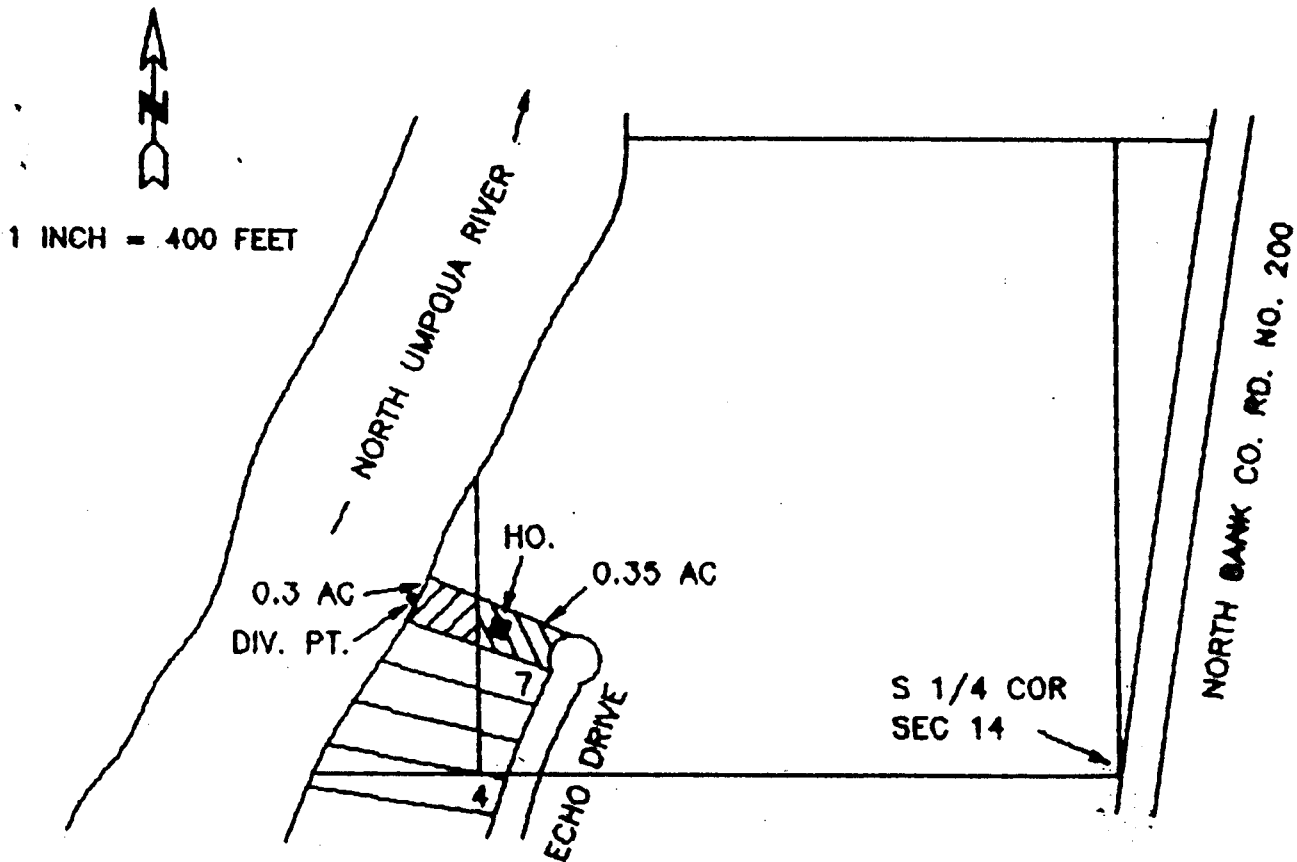 N
1 INCH = 400 FEET
NORTH UMPQUA RIVER
NORTH BANK CO. RD. NO. 200
HO.
0.3 AC
0.35 AC
DIV. PT.
7
S 1/4 COR
SEC 14
4
ECHO DRIVE